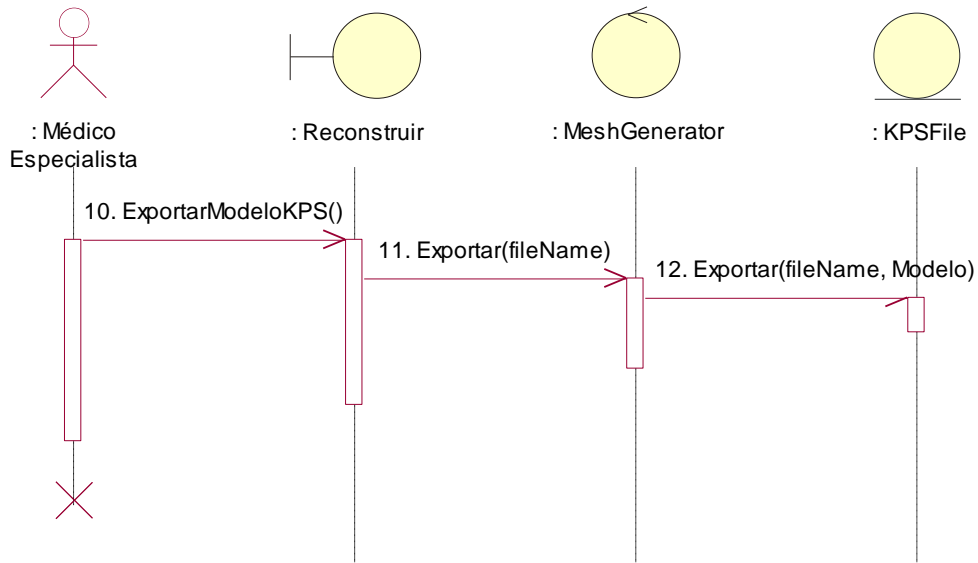 : Médico
Especialista
: Reconstruir
: MeshGenerator
: KPSFile
10. ExportarModeloKPS()
11. Exportar(fileName)
12. Exportar(fileName, Modelo)